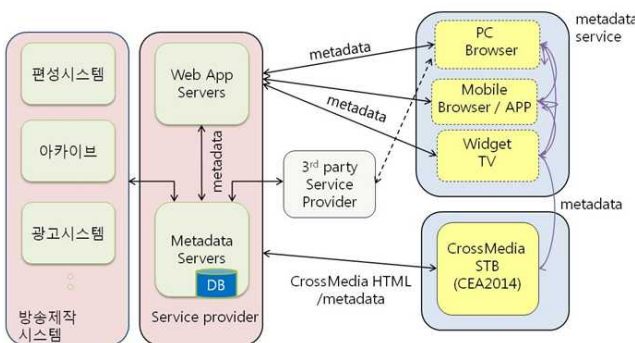 편성시스템
아카이브
광고시스템
방송제작
시스템
Web App
Servers
metadata
Metadata
Servers
DB
Service provider
3rd party
Service
Provider
metadata
metadata
CrossMedia HTML
/metadata
PC
Browser
Mobile
Browser / APP
Widget
TV
metadata
service
metadata
CrossMedia
STB
(CEA2014)